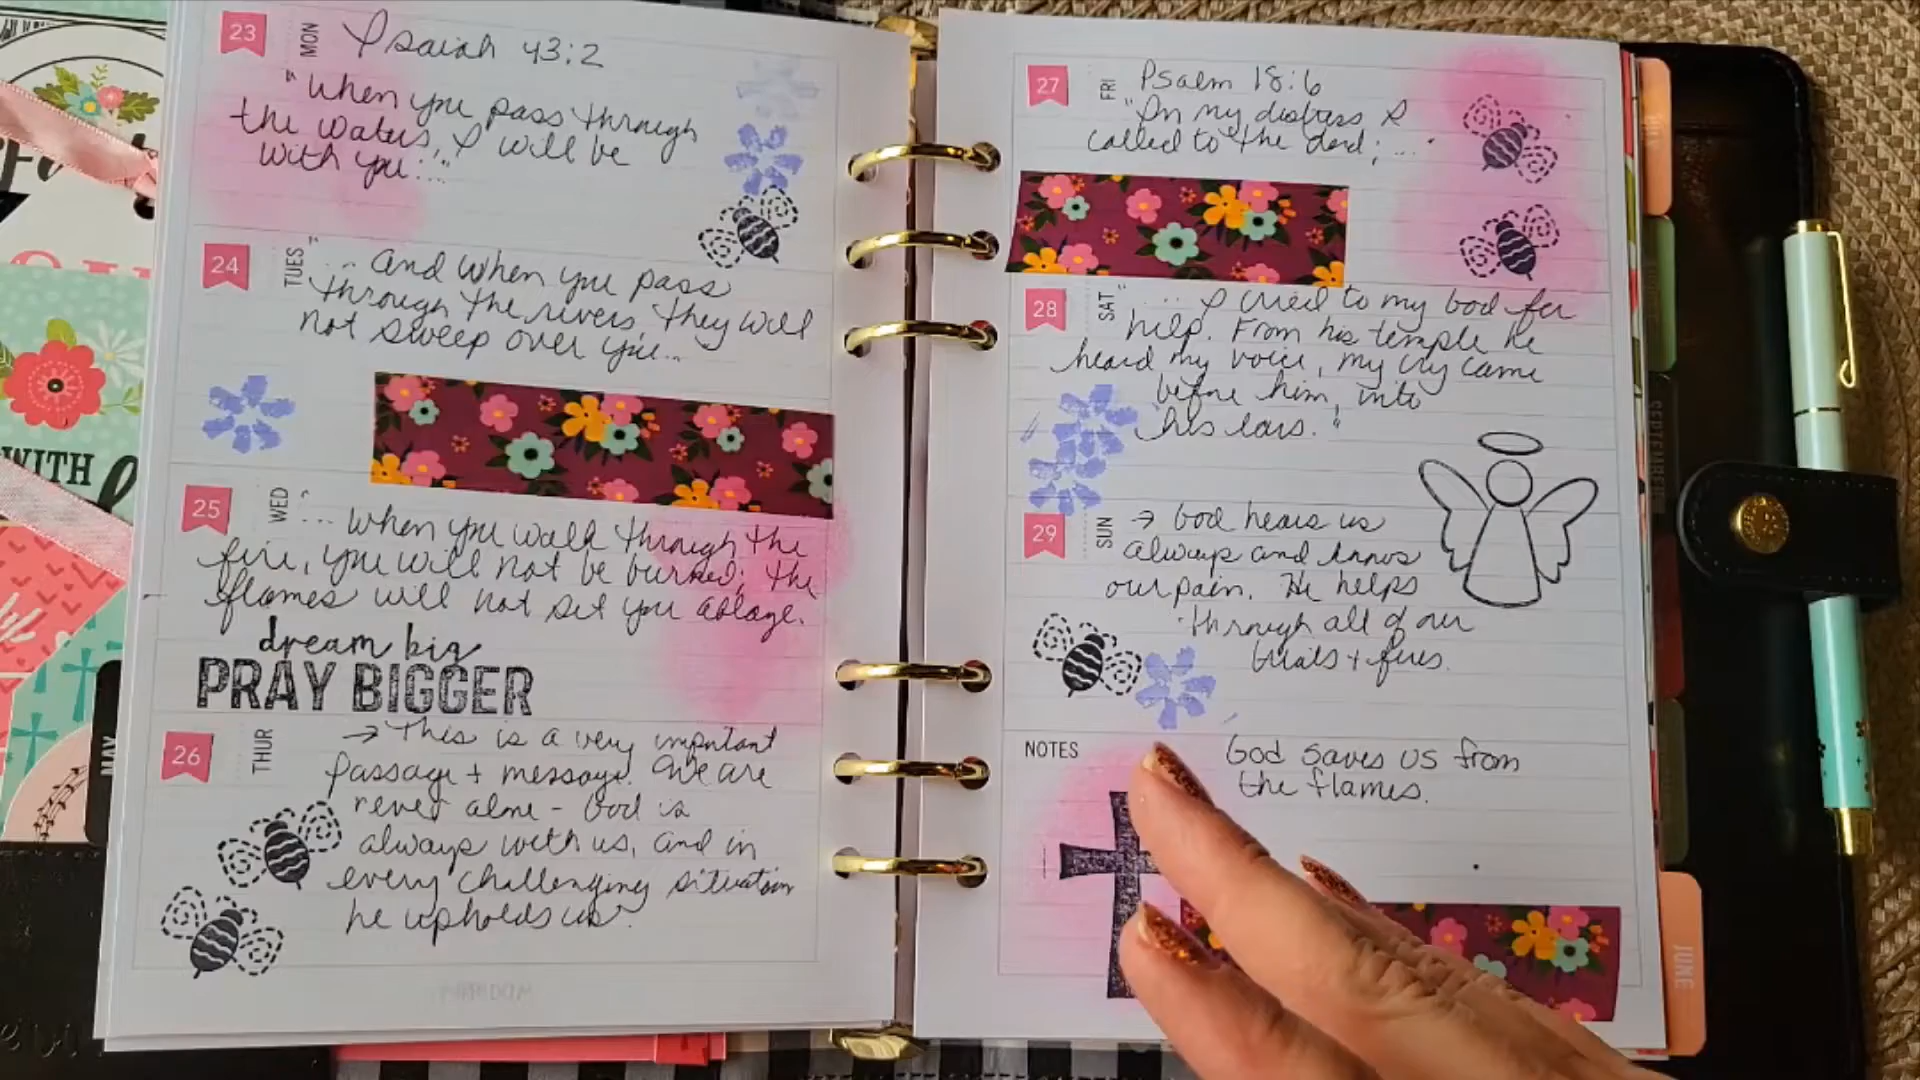 23
MON
Isaiah 43:2
"When you pass through
the waters, I will be
with you..."
24
TUES
"... and when you pass
through the rivers, they will
not sweep over you...
25
WED
"... When you walk through the
fire, you will not be burned; the
flames will not set you ablaze.
dream big
PRAY BIGGER
26
THUR
→ This is a very important
passage + message. We are
never alone - God is
always with us, and in
every challenging situation
he upholds us.
27
FRI
Psalm 18:6
"In my distress I
called to the Lord; ...
28
SAT
"... I cried to my God for
help. From his temple he
heard my voice, my cry came
before him, into
his ears."
29
SUN
→ God hears us
always and knows
our pain. He helps
through all of our
trials + fires.
NOTES
God saves us from
the flames.
WITH
MAY
SEPTEMBER
JUNE